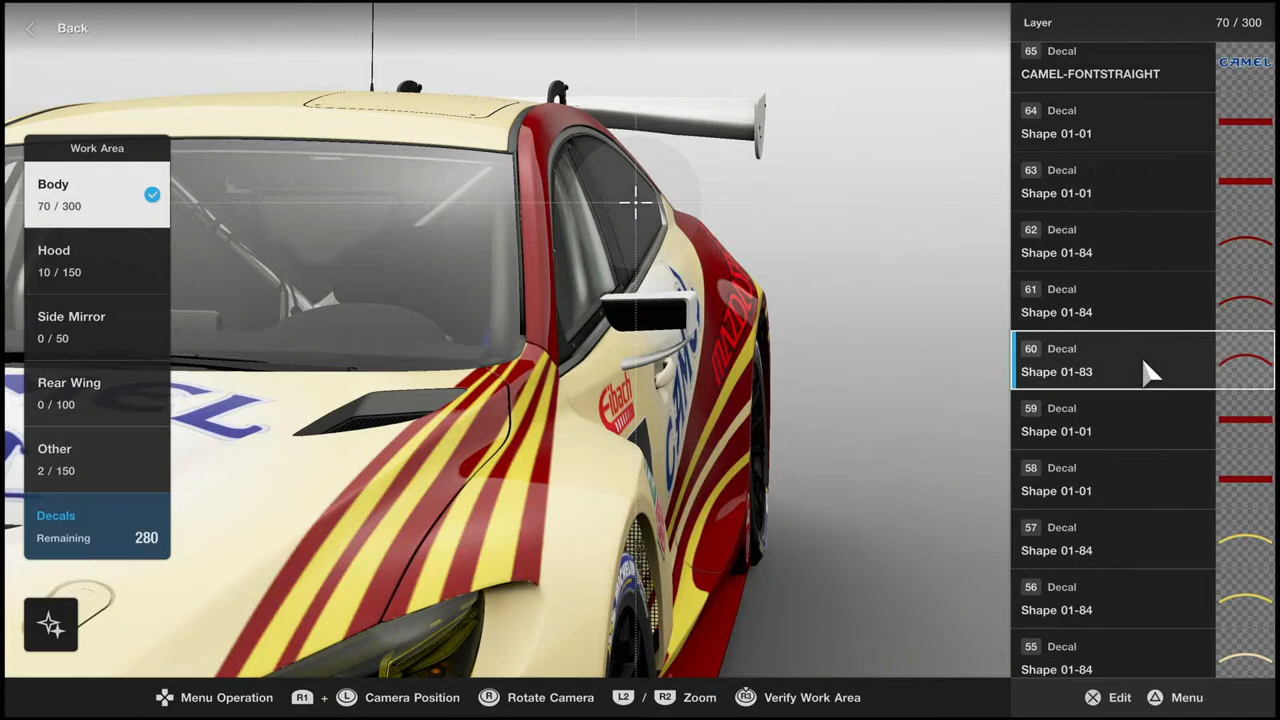 Back
Work Area
Body
70 / 300
Hood
10 / 150
Side Mirror
0 / 50
Rear Wing
0 / 100
Other
2 / 150
Decals
Remaining 280
Eibach
CAMEL
MAZDA
Layer 70 / 300
65 Decal
CAMEL-FONTSTRAIGHT
CAMEL
64 Decal
Shape 01-01
63 Decal
Shape 01-01
62 Decal
Shape 01-84
61 Decal
Shape 01-84
60 Decal
Shape 01-83
59 Decal
Shape 01-01
58 Decal
Shape 01-01
57 Decal
Shape 01-84
56 Decal
Shape 01-84
55 Decal
Shape 01-84
Menu Operation R1 + L Camera Position R Rotate Camera L2 / R2 Zoom R3 Verify Work Area
Edit Menu